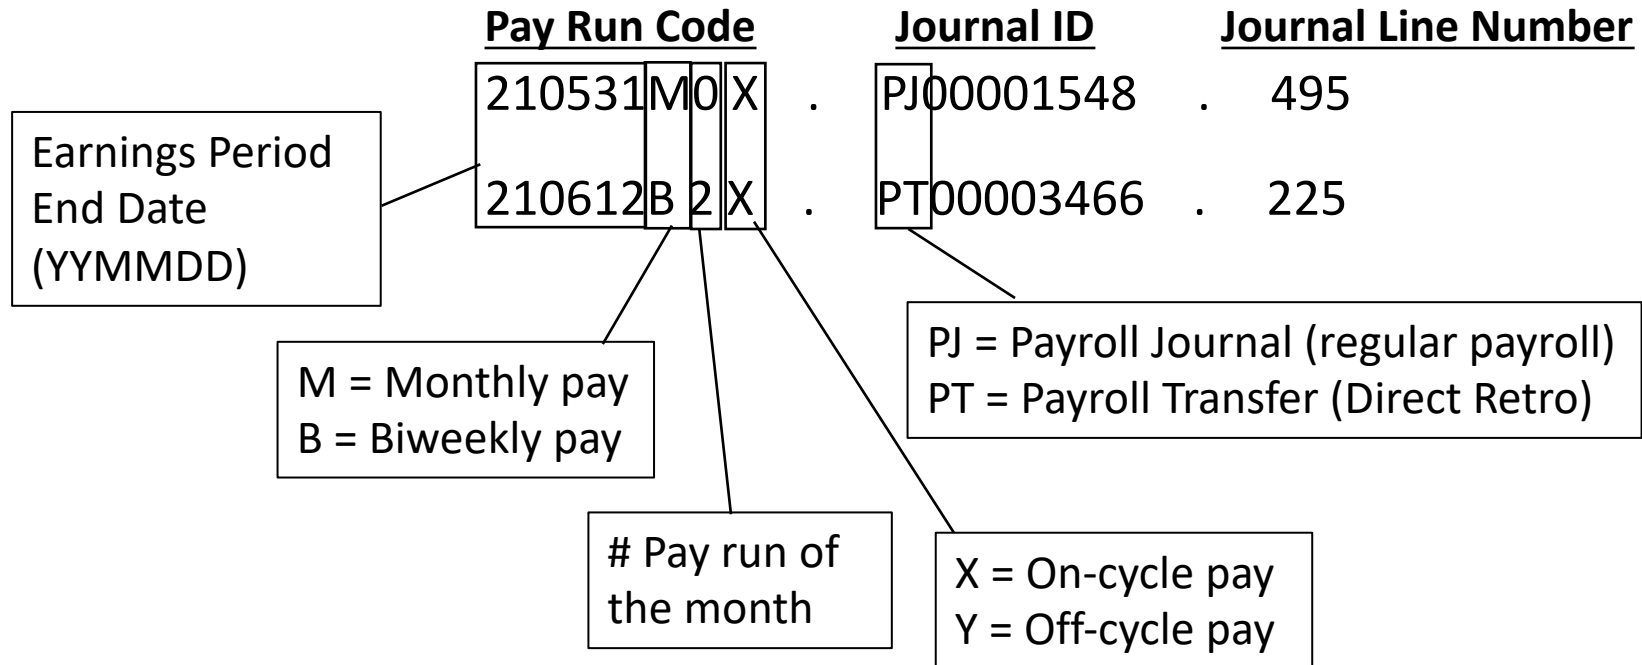 Pay Run Code Journal ID Journal Line Number
210531M0X . PJ00001548 . 495
210612B2X . PT00003466 . 225
Earnings Period
End Date
(YYMMDD)
M = Monthly pay
B = Biweekly pay
# Pay run of
the month
X = On-cycle pay
Y = Off-cycle pay
PJ = Payroll Journal (regular payroll)
PT = Payroll Transfer (Direct Retro)